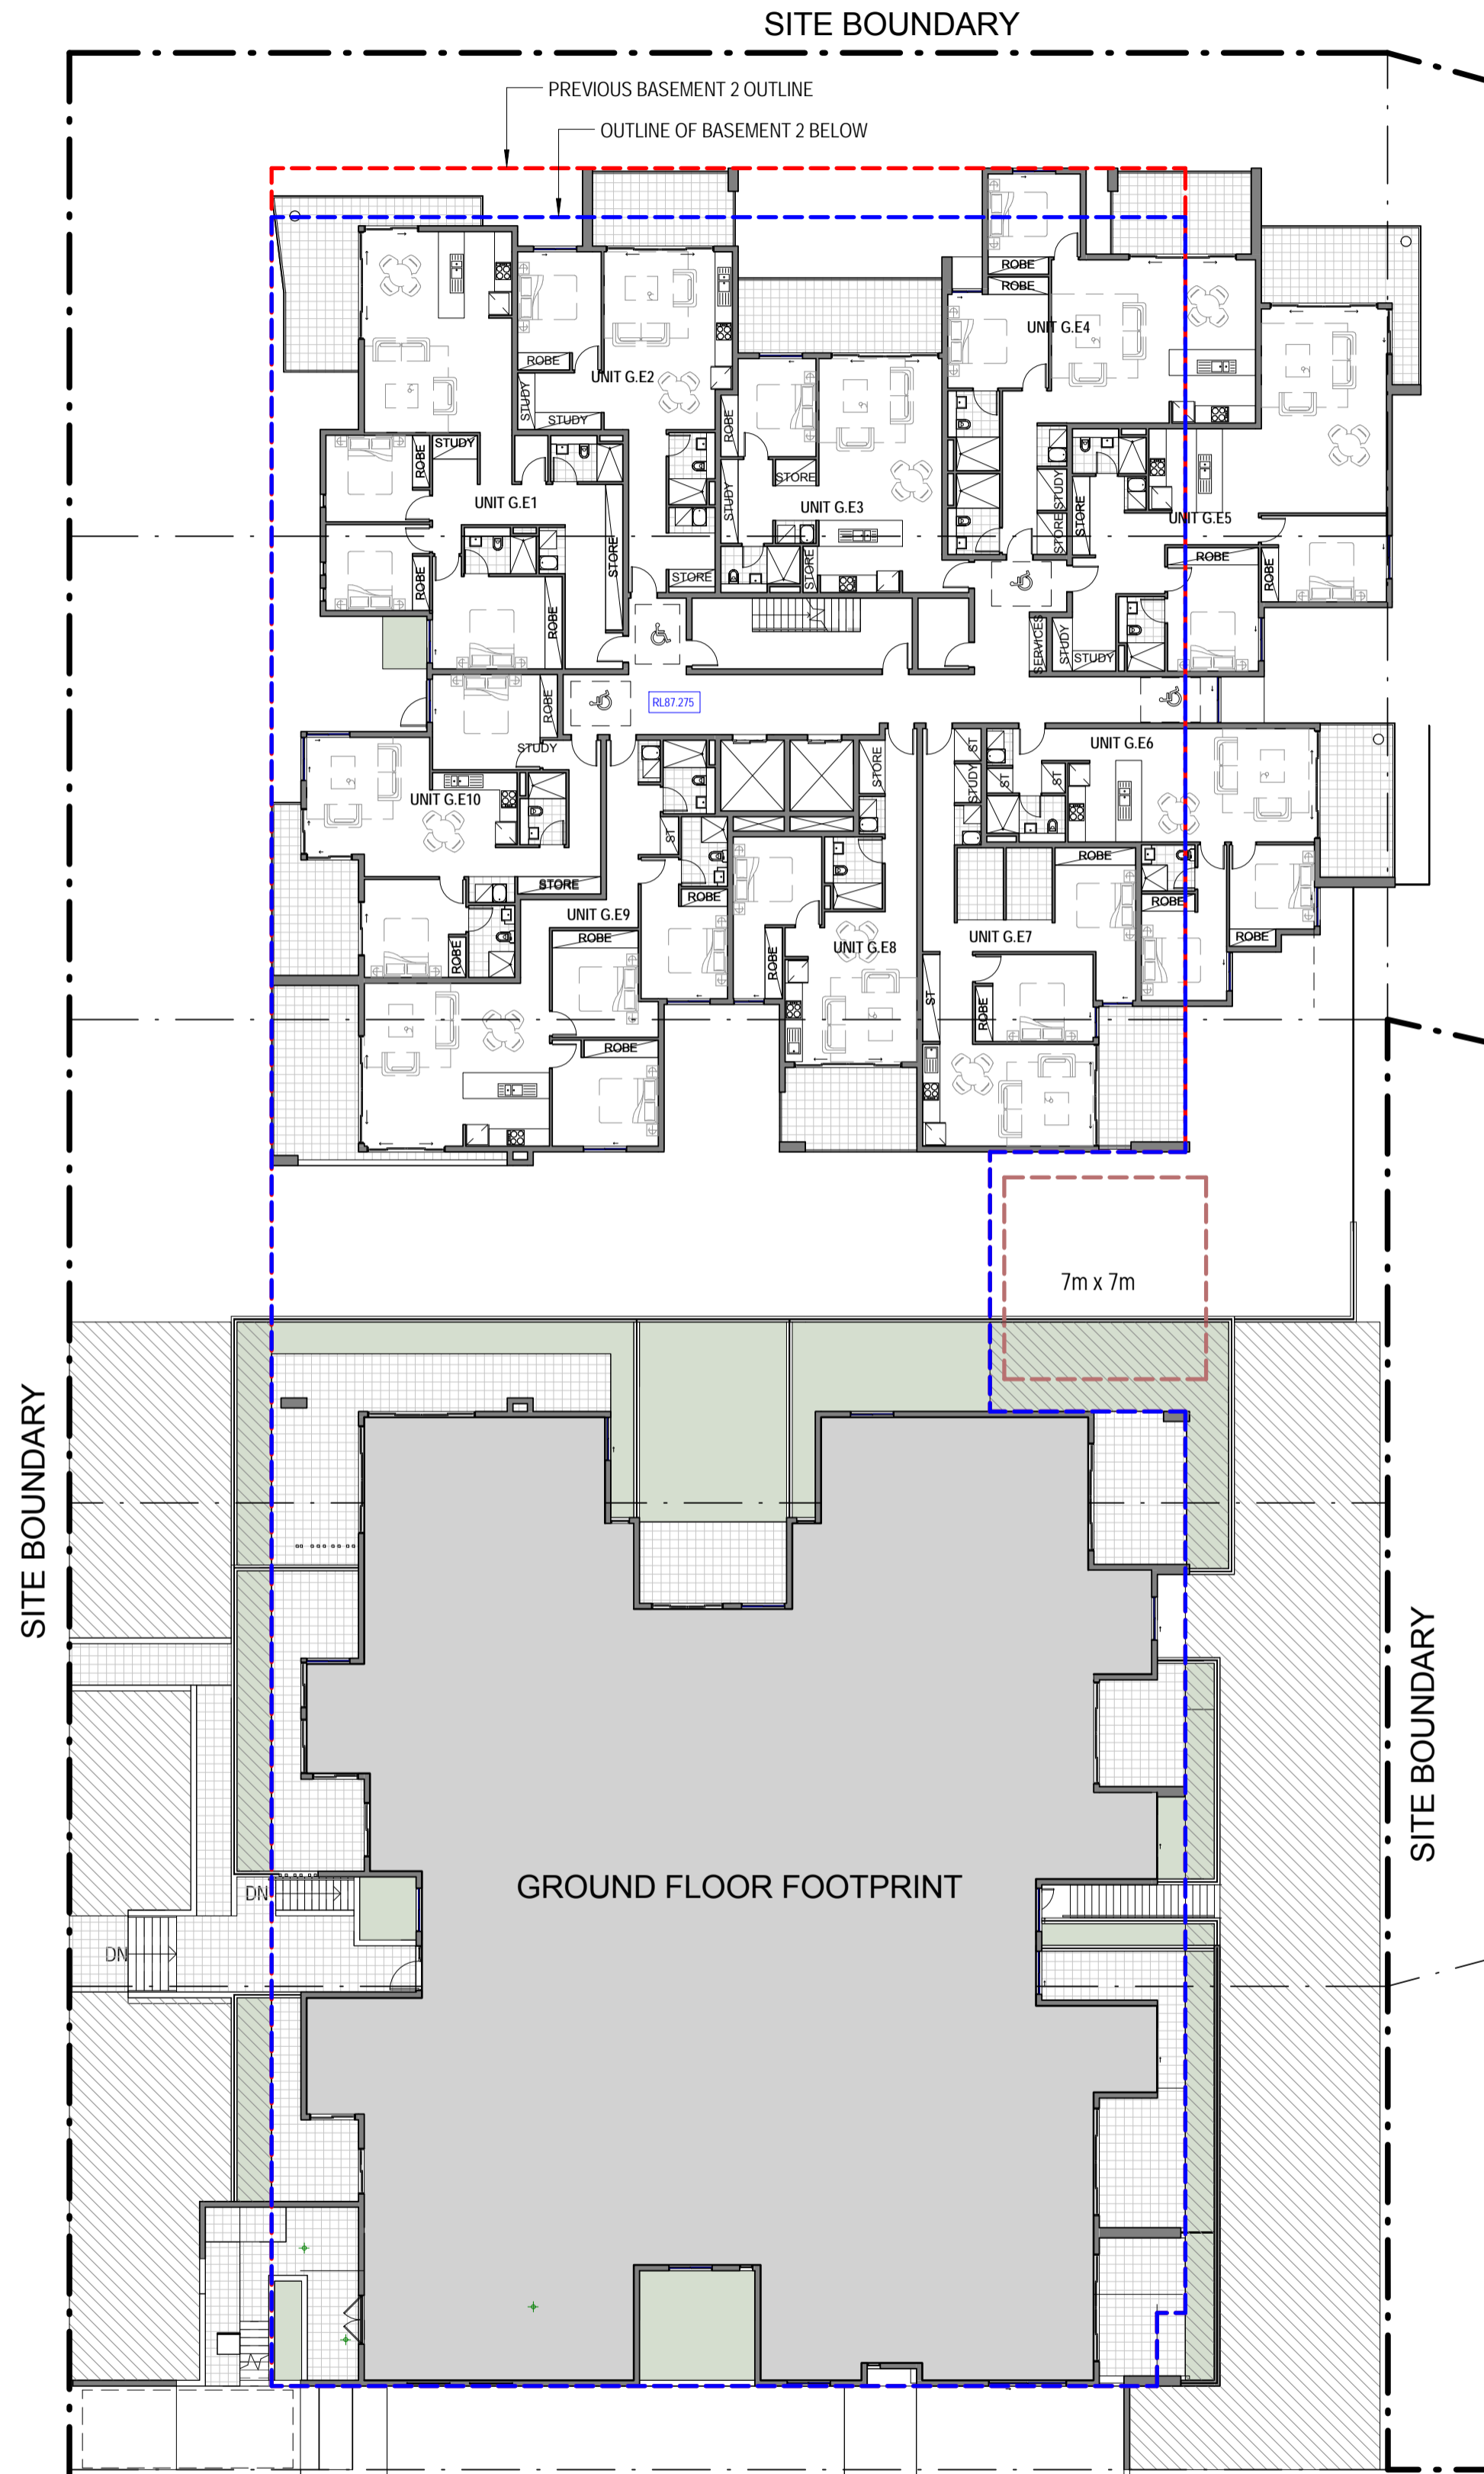 SITE BOUNDARY
PREVIOUS BASEMENT 2 OUTLINE
OUTLINE OF BASEMENT 2 BELOW
ROBE
ROBE
UNIT G.E4
ROBE
UNIT G.E2
STUDY
STUDY
ROBE
STUDY
ROBE
STORE
STUDY
UNIT G.E1
UNIT G.E3
STUDY
STORE
STORE
UNIT G.E5
STORE
ROBE
ROBE
ROBE
STORE
STORE
ROBE
SERVICES
STUDY
STUDY
RL87.275
ROBE
STUDY
UNIT G.E6
ST
STORE
STUDY
ST
ST
UNIT G.E10
ST
ROBE
STORE
ROBE
ROBE
UNIT G.E9
ROBE
UNIT G.E8
UNIT G.E7
ROBE
ROBE
ROBE
ST
ROBE
ROBE
7m x 7m
SITE BOUNDARY
SITE BOUNDARY
GROUND FLOOR FOOTPRINT
DN
DN